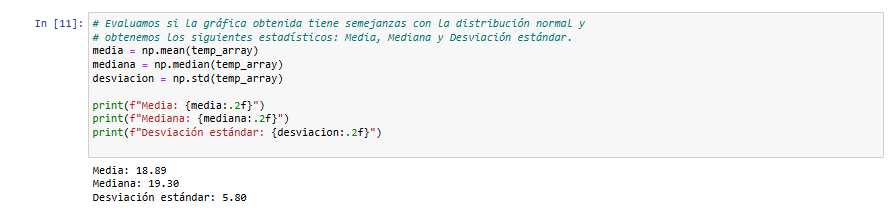 In [11]: # Evaluamos si la gráfica obtenida tiene semejanzas con la distribución normal y
# obtenemos los siguientes estadísticos: Media, Mediana y Desviación estándar.
media = np.mean(temp_array)
mediana = np.median(temp_array)
desviacion = np.std(temp_array)

print(f"Media: {media:.2f}")
print(f"Mediana: {mediana:.2f}")
print(f"Desviación estándar: {desviacion:.2f}")

Media: 18.89
Mediana: 19.30
Desviación estándar: 5.80